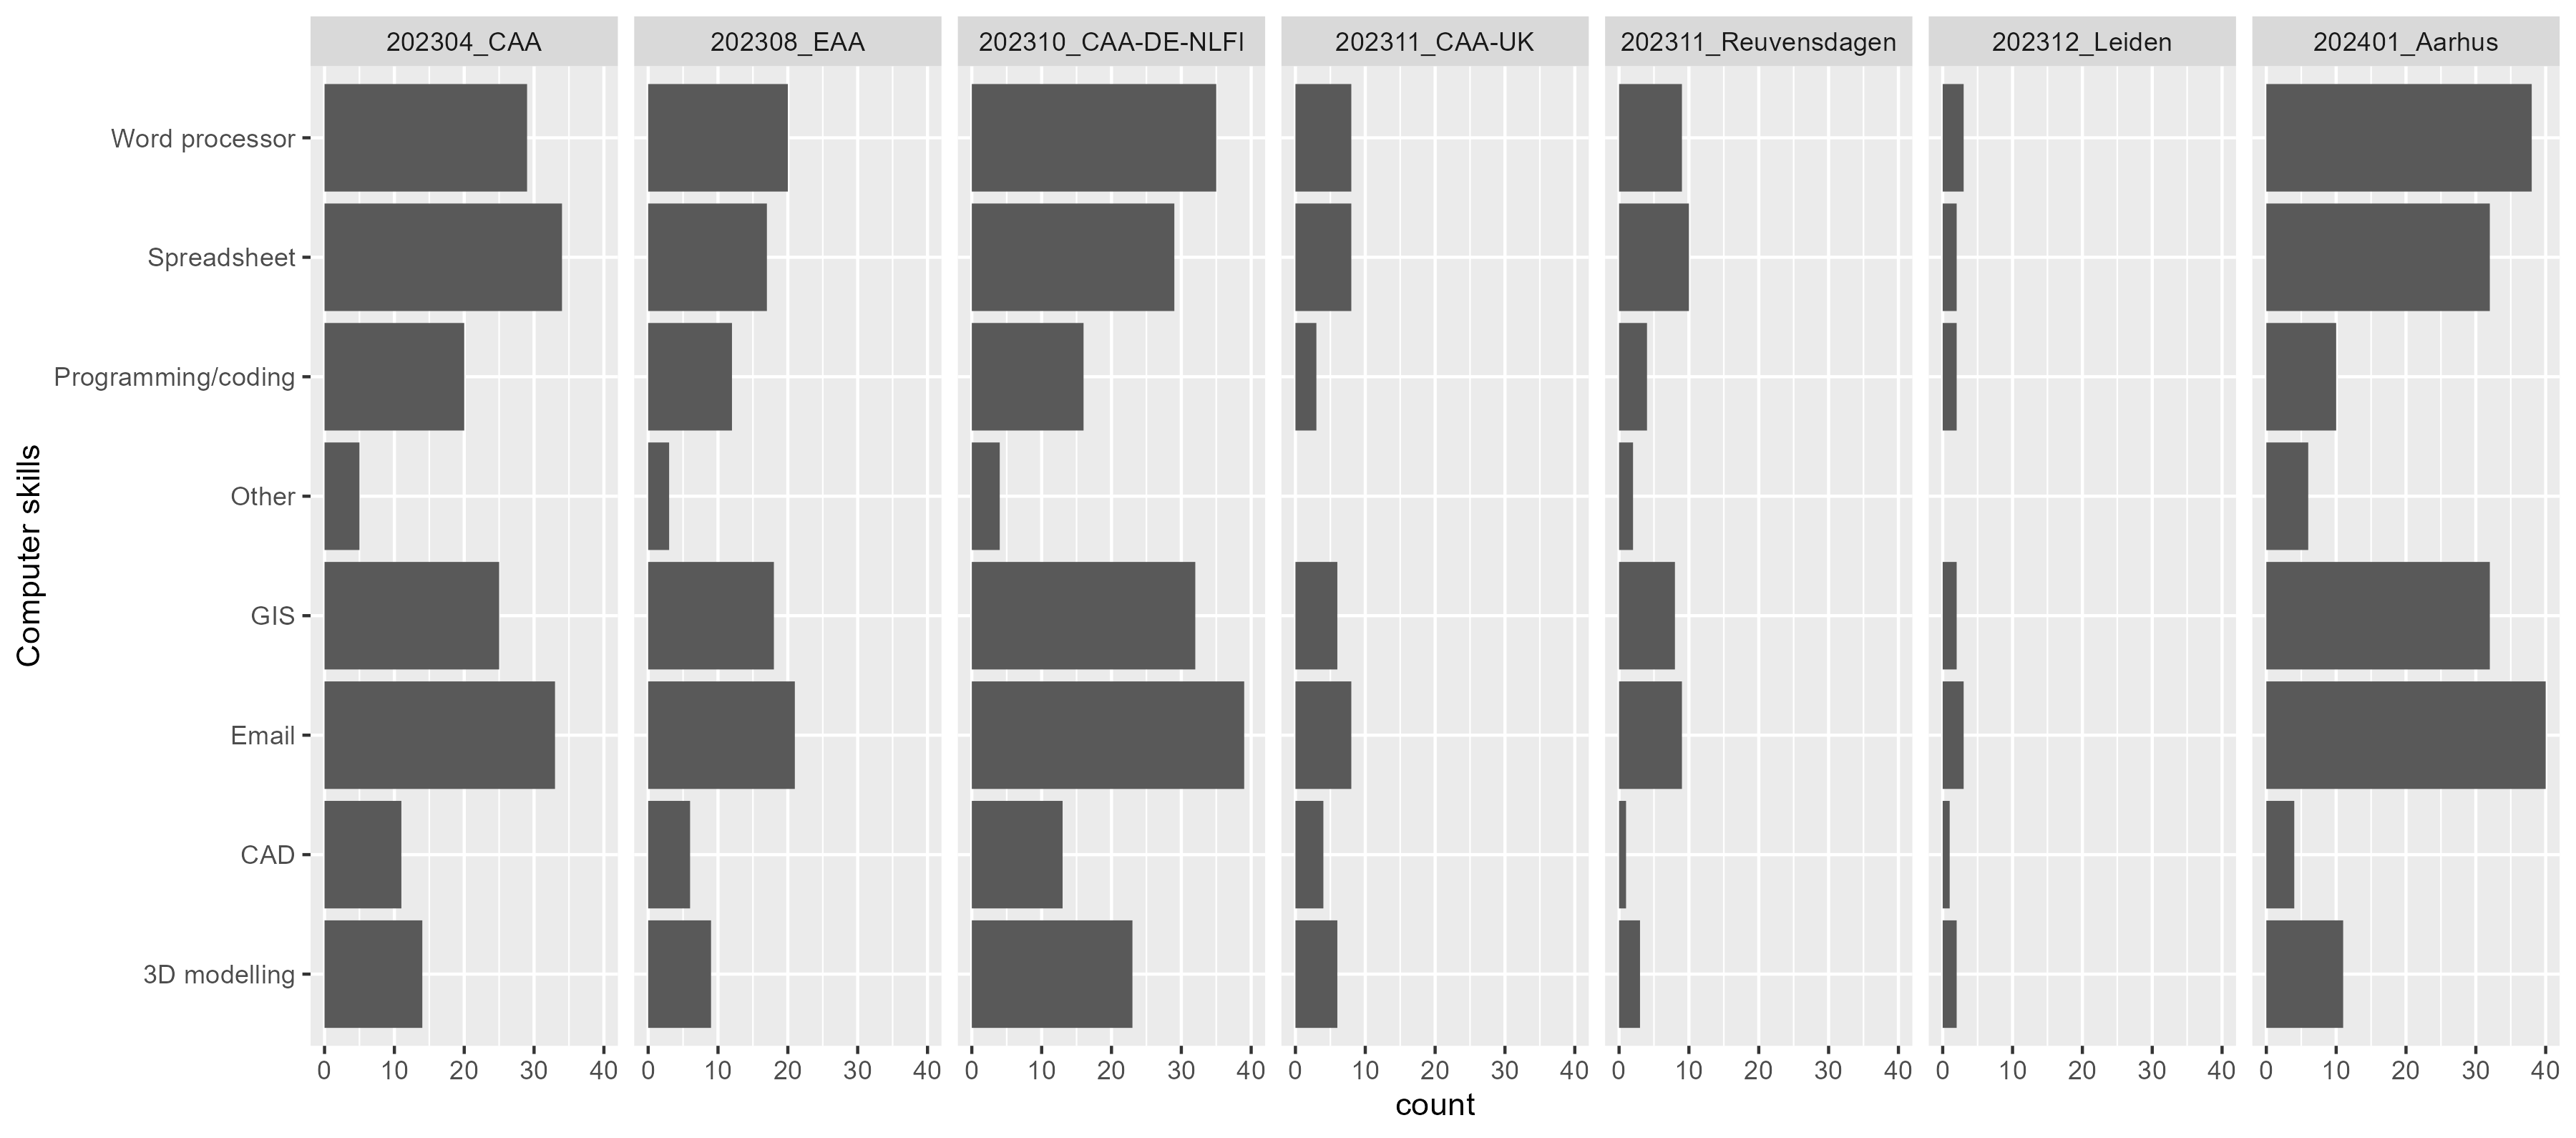 202304_CAA 202308_EAA 202310_CAA-DE-NLFI 202311_CAA-UK 202311_Reuvensdagen 202312_Leiden 202401_Aarhus
Word processor
Spreadsheet
Programming/coding
Other
GIS
Email
CAD
3D modelling
Computer skills
0 10 20 30 40 0 10 20 30 40 0 10 20 30 40 0 10 20 30 40 0 10 20 30 40 0 10 20 30 40 0 10 20 30 40
count